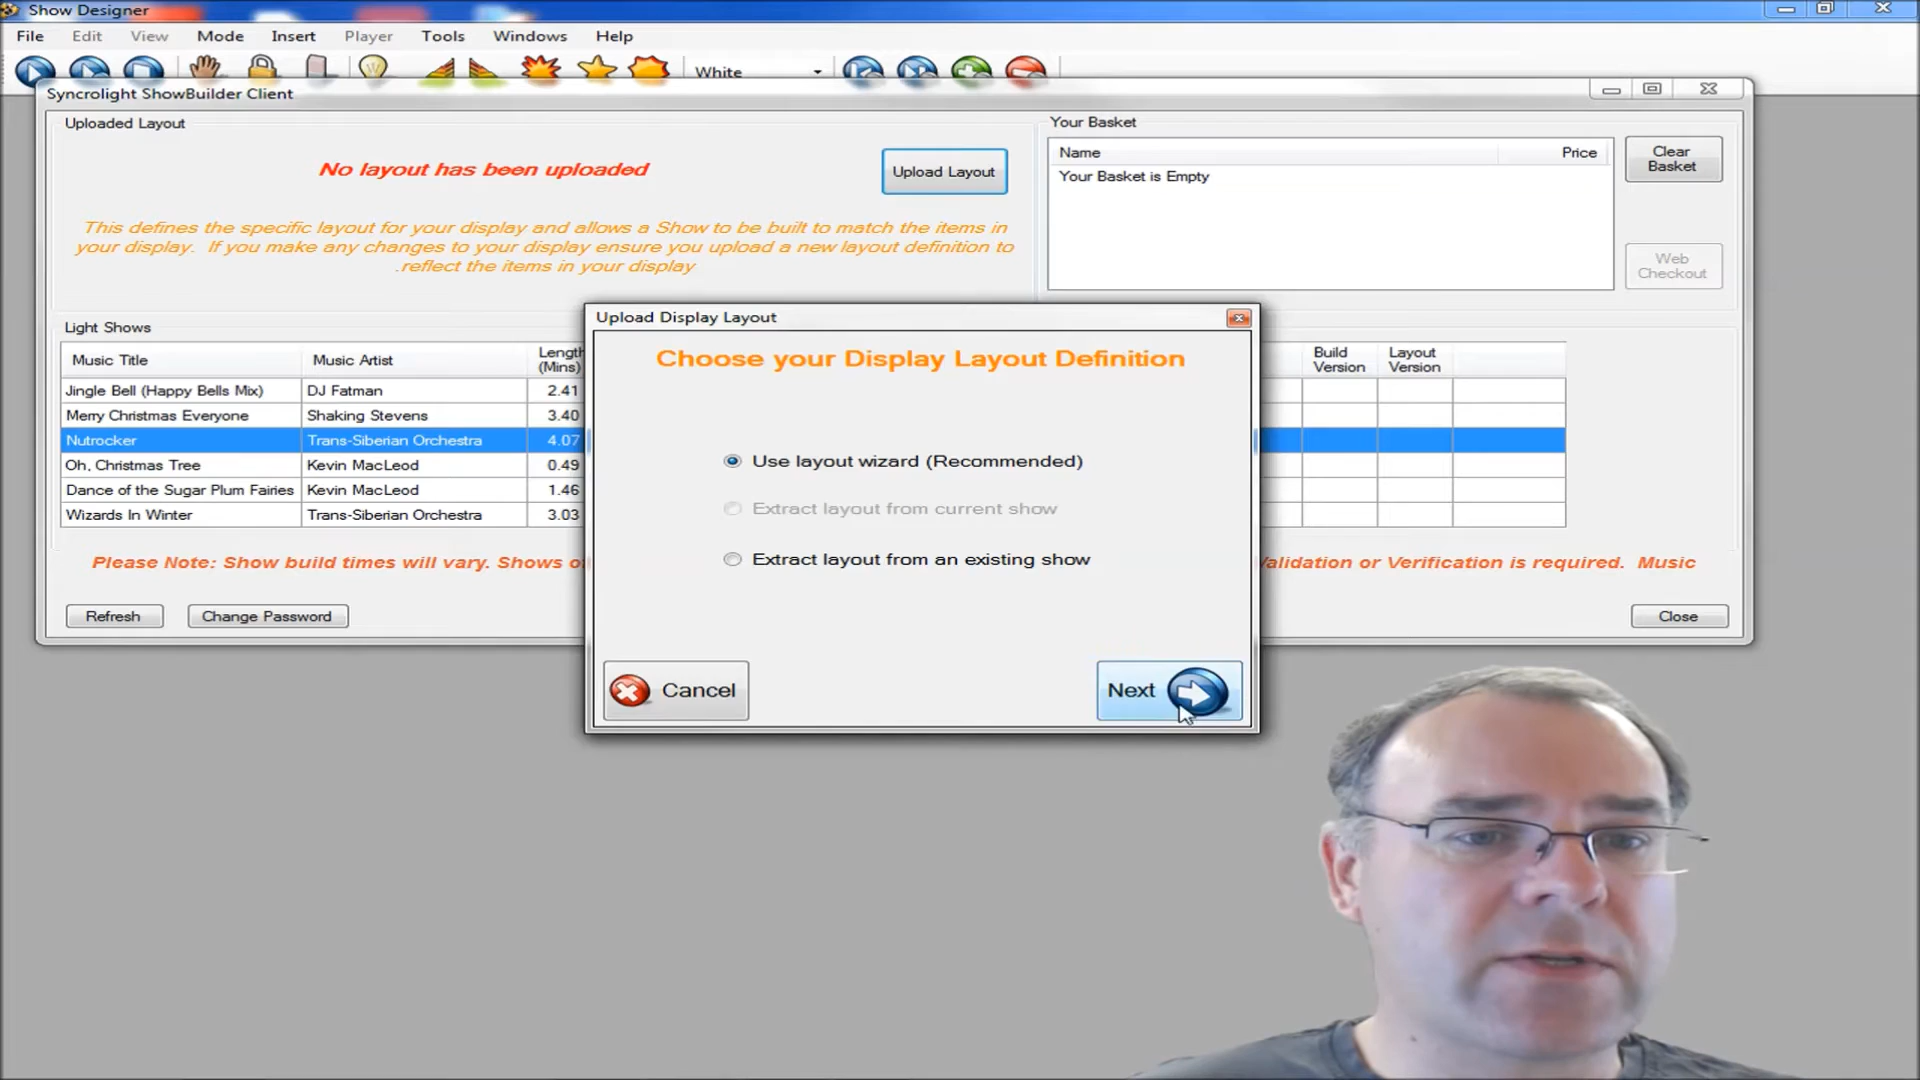 Show Designer
File Edit View Mode Insert Player Tools Windows Help
White
Syncrolight ShowBuilder Client
Uploaded Layout
No layout has been uploaded
Upload Layout
This defines the specific layout for your display and allows a Show to be built to match the items in
your display. If you make any changes to your display ensure you upload a new layout definition to
.reflect the items in your display
Your Basket
Name Price
Your Basket is Empty
Clear
Basket
Web
Checkout
Light Shows
Music Title Music Artist Length
(Mins)
Build
Version
Layout
Version
Jingle Bell (Happy Bells Mix) DJ Fatman 2.41
Merry Christmas Everyone Shaking Stevens 3.40
Nutrocker Trans-Siberian Orchestra 4.07
Oh, Christmas Tree Kevin MacLeod 0.49
Dance of the Sugar Plum Fairies Kevin MacLeod 1.46
Wizards In Winter Trans-Siberian Orchestra 3.03
Please Note: Show build times will vary. Shows
Validation or Verification is required. Music
Refresh Change Password Close
Upload Display Layout
Choose your Display Layout Definition
Use layout wizard (Recommended)
Extract layout from current show
Extract layout from an existing show
Cancel Next